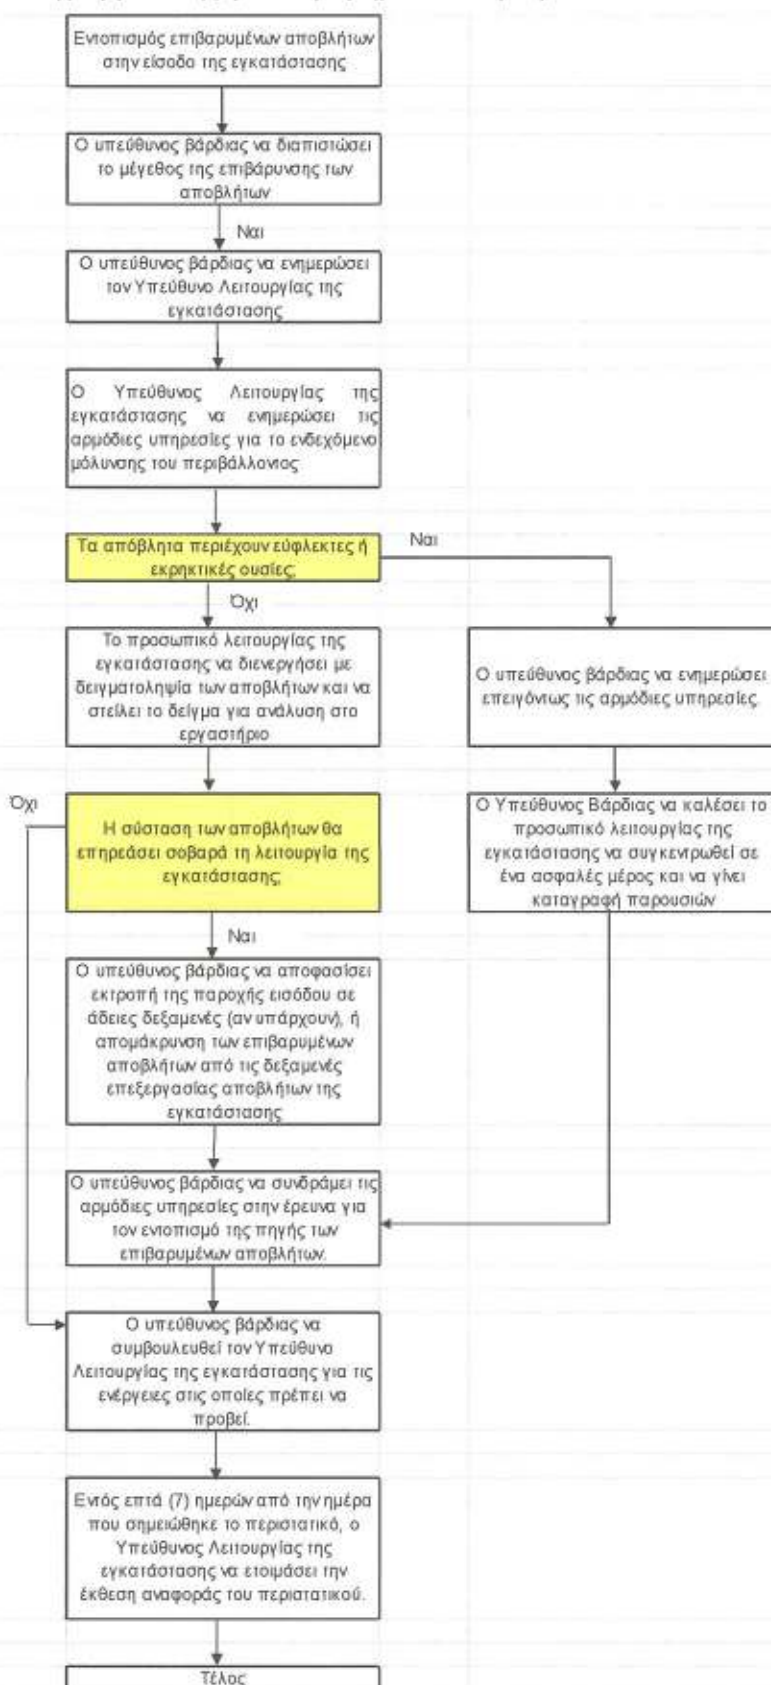 Εντοπισμός επιβαρυμένων αποβλήτων
στην είσοδο της εγκατάστασης
Ο υπεύθυνος βάρδιας να διαπιστώσει
το μέγεθος της επιβάρυνσης των
αποβλήτων
Ναι
Ο υπεύθυνος βάρδιας να ενημερώσει
τον Υπεύθυνο Λειτουργίας της
εγκατάστασης
Ο Υπεύθυνος Λειτουργίας της
εγκατάστασης να ενημερώσει τις
αρμόδιες υπηρεσίες για το ενδεχόμενο
μόλυνσης του περιβάλλοντος
Τα απόβλητα περιέχουν εύφλεκτες ή
εκρηκτικές ουσίες;
Ναι
Όχι
Το προσωπικό λειτουργίας της
εγκατάστασης να διενεργήσει με
δειγματοληψία των αποβλήτων και να
στείλει το δείγμα για ανάλυση στο
εργαστήριο
Ο υπεύθυνος βάρδιας να ενημερώσει
επειγόντως τις αρμόδιες υπηρεσίες.
Όχι
Η σύσταση των αποβλήτων θα
επηρεάσει σοβαρά τη λειτουργία της
εγκατάστασης;
Ο Υπεύθυνος Βάρδιας να καλέσει το
προσωπικό λειτουργίας της
εγκατάστασης να συγκεντρωθεί σε
ένα ασφαλές μέρος και να γίνει
καταγραφή παρουσιών
Ναι
Ο υπεύθυνος βάρδιας να αποφασίσει
εκτροπή της παροχής εισόδου σε
άδειες δεξαμενές (αν υπάρχουν), ή
απομάκρυνση των επιβαρυμένων
αποβλήτων από τις δεξαμενές
επεξεργασίας αποβλήτων της
εγκατάστασης
Ο υπεύθυνος βάρδιας να συνδράμει τις
αρμόδιες υπηρεσίες στην έρευνα για
τον εντοπισμό της πηγής των
επιβαρυμένων αποβλήτων.
Ο υπεύθυνος βάρδιας να
συμβουλευθεί τον Υπεύθυνο
Λειτουργίας της εγκατάστασης για τις
ενέργειες στις οποίες πρέπει να
προβεί.
Εντός επτά (7) ημερών από την ημέρα
που σημειώθηκε το περιστατικό, ο
Υπεύθυνος Λειτουργίας της
εγκατάστασης να ετοιμάσει την
έκθεση αναφοράς του περιστατικού.
Τέλος